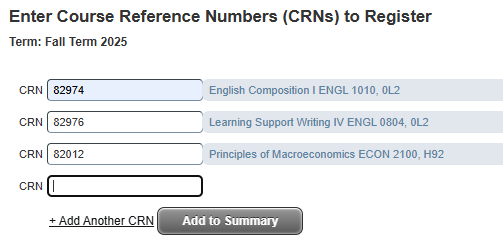 Enter Course Reference Numbers (CRNs) to Register
Term: Fall Term 2025
CRN 82974 English Composition I ENGL 1010, 0L2
CRN 82976 Learning Support Writing IV ENGL 0804, 0L2
CRN 82012 Principles of Macroeconomics ECON 2100, H92
CRN
+ Add Another CRN Add to Summary